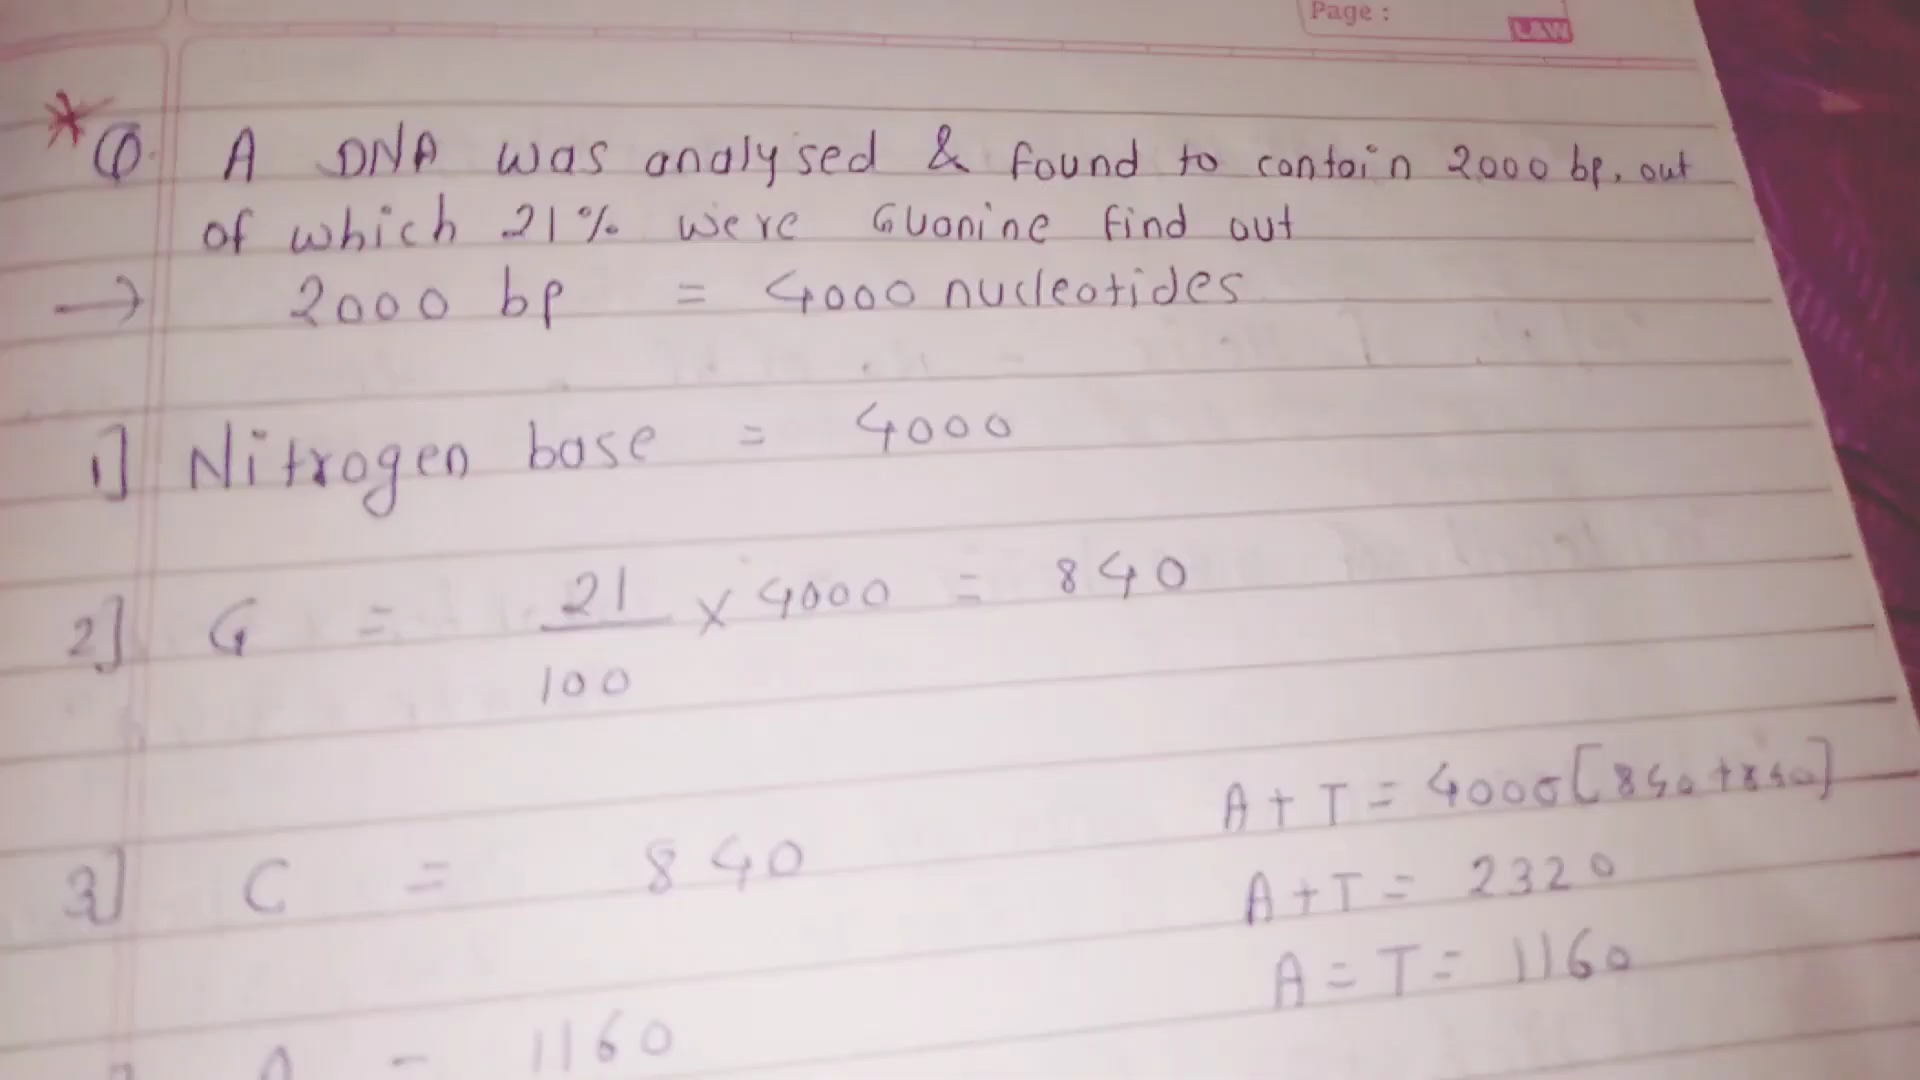 Page :
LAW
* Q. A DNA was analysed & found to contain 2000 bp. out
of which 21% were Guanine find out
→ 2000 bp = 4000 nucleotides
1] Nitrogen base = 4000
2] G = 21/100 × 4000 = 840
3] C = 840
A + T = 4000[840+840]
A + T = 2320
A = T = 1160
A - 1160